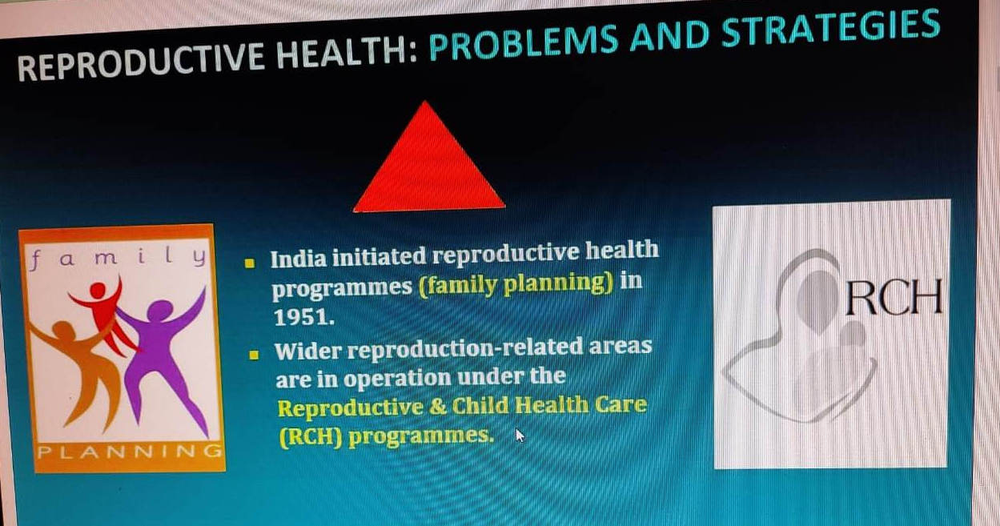 REPRODUCTIVE HEALTH: PROBLEMS AND STRATEGIES
family
PLANNING
India initiated reproductive health
programmes (family planning) in
1951.
Wider reproduction-related areas
are in operation under the
Reproductive & Child Health Care
(RCH) programmes.
RCH